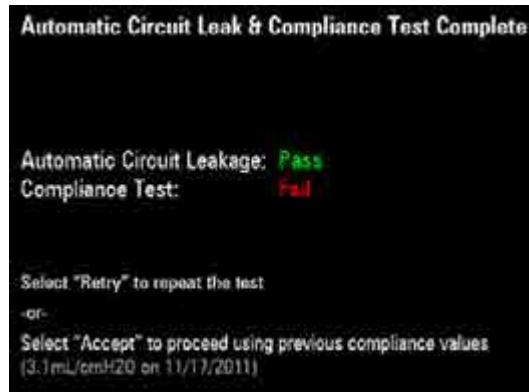 Automatic Circuit Leak & Compliance Test Complete
Automatic Circuit Leakage: Pass
Compliance Test: Fail
Select "Retry" to repeat the test
-or-
Select "Accept" to proceed using previous compliance values
(3.1mL/cmH2O on 11/17/2011)